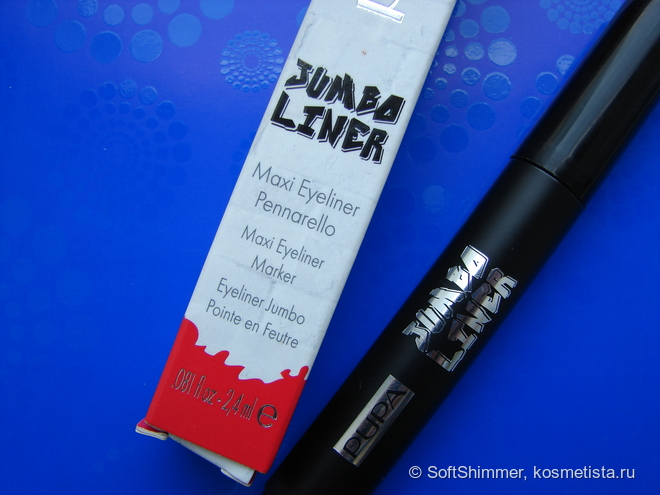 JUMBO
LINER
Maxi Eyeliner
Pennarello
Maxi Eyeliner
Marker
Eyeliner Jumbo
Pointe en Feutre
.081 fl oz. - 2,4 ml ℮
JUMBO
LINER
PUPA
© SoftShimmer, kosmetista.ru